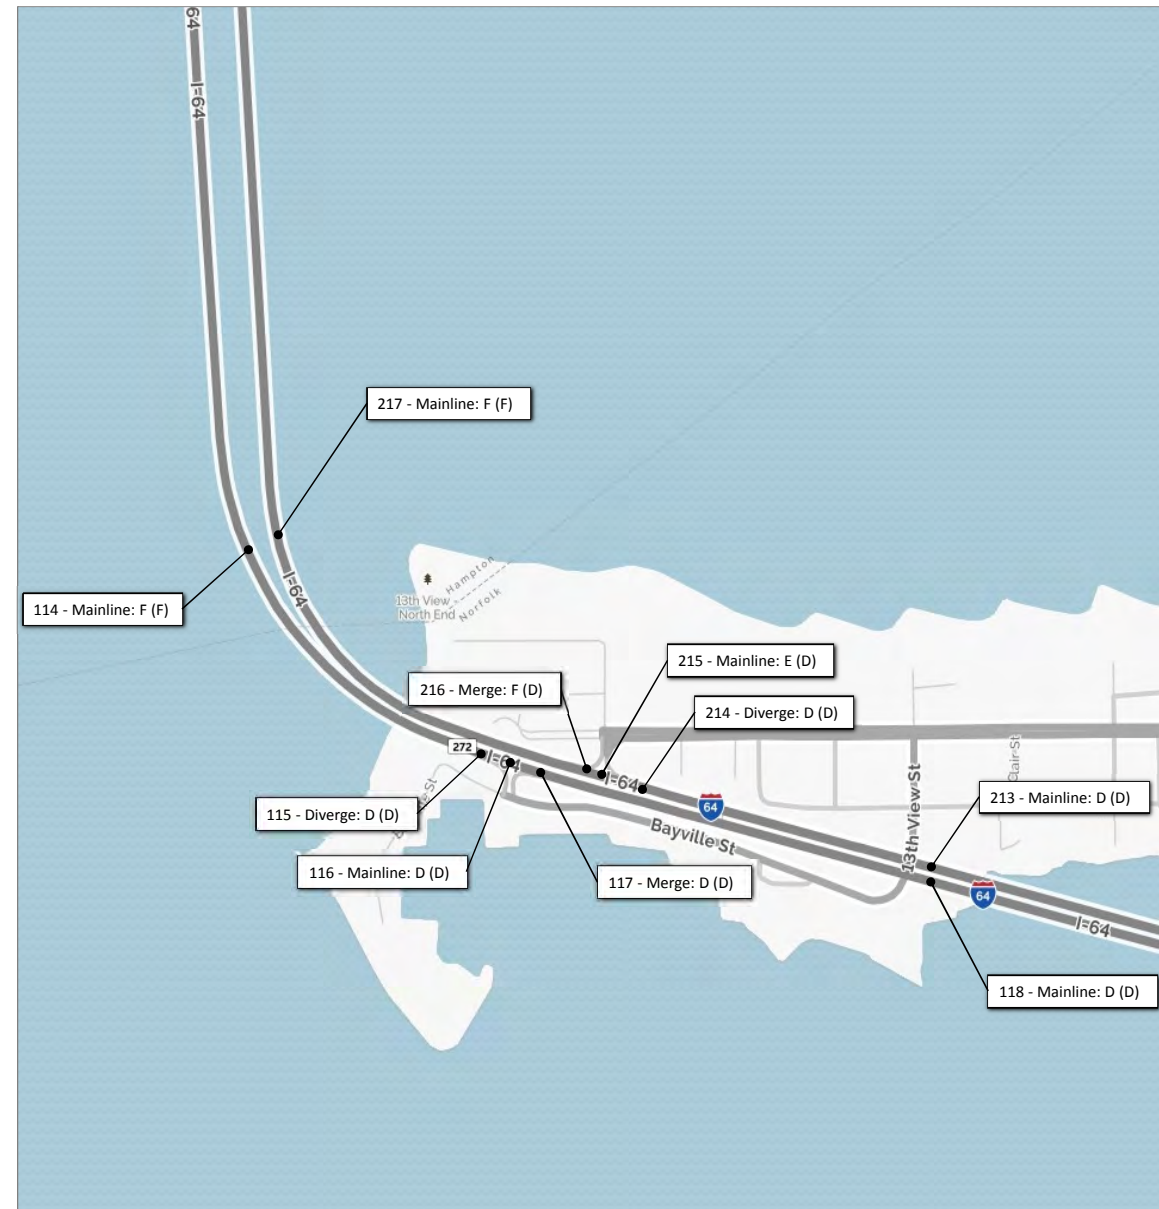 64
I-64
217 - Mainline: F (F)
I-64
Hampton
13th View
North End
Norfolk
114 - Mainline: F (F)
215 - Mainline: E (D)
216 - Merge: F (D)
214 - Diverge: D (D)
272
I-64
I-64
64
13th View St
213 - Mainline: D (D)
115 - Diverge: D (D)
Bayville St
116 - Mainline: D (D)
117 - Merge: D (D)
64
I-64
118 - Mainline: D (D)